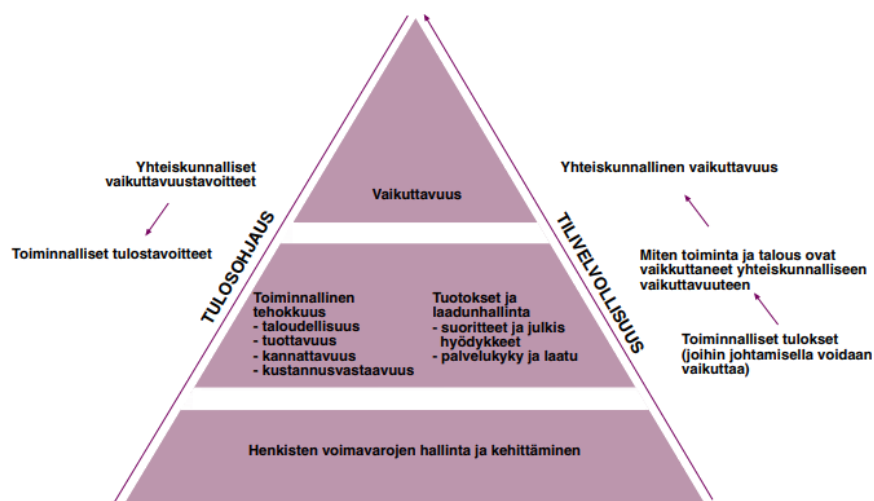 Yhteiskunnalliset
vaikuttavuustavoitteet
Toiminnalliset tulostavoitteet
TULOSOHJAUS
Vaikuttavuus
Toiminnallinen
tehokkuus
- taloudellisuus
- tuottavuus
- kannattavuus
- kustannusvastaavuus
Tuotokset ja
laadunhallinta
- suoritteet ja julkis
hyödykkeet
- palvelukyky ja laatu
Henkisten voimavarojen hallinta ja kehittäminen
TILIVELVOLLISUUS
Yhteiskunnallinen vaikuttavuus
Miten toiminta ja talous ovat
vaikkuttaneet yhteiskunnalliseen
vaikuttavuuteen
Toiminnalliset tulokset
(joihin johtamisella voidaan
vaikuttaa)